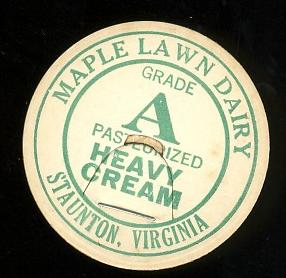 MAPLE LAWN DAIRY
GRADE
A
PASTEURIZED
HEAVY
CREAM
STAUNTON, VIRGINIA